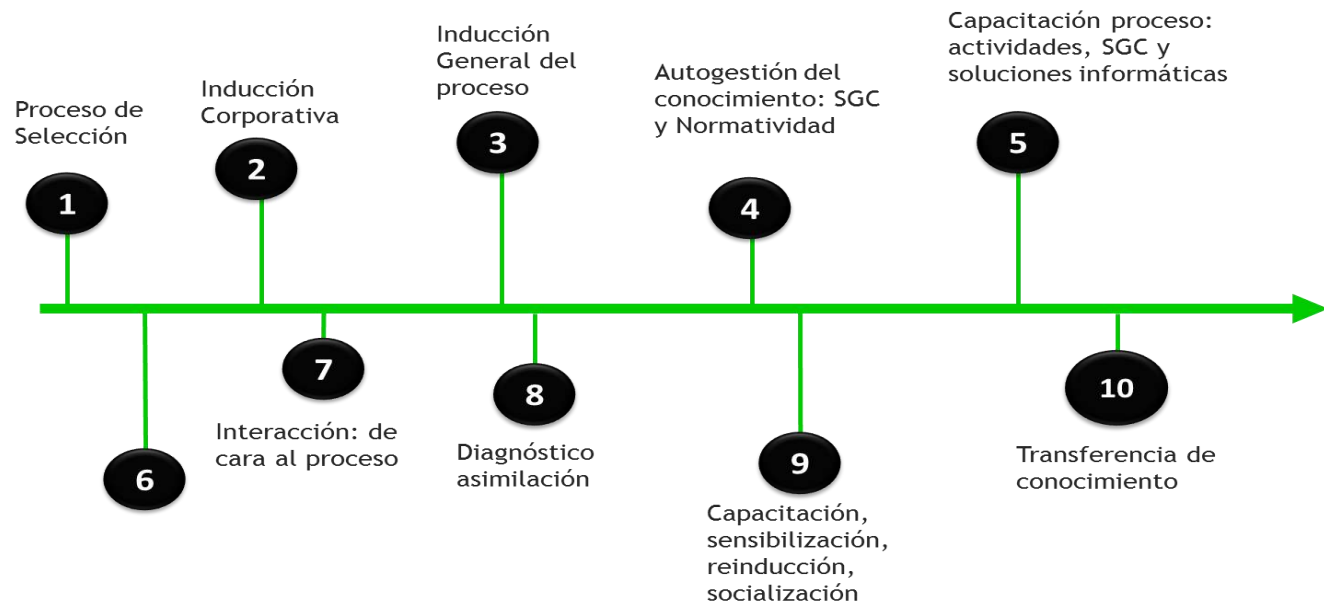 1
Proceso de
Selección
2
Inducción
Corporativa
3
Inducción
General del
proceso
4
Autogestión del
conocimiento: SGC
y Normatividad
5
Capacitación proceso:
actividades, SGC y
soluciones informáticas
6
7
Interacción: de
cara al proceso
8
Diagnóstico
asimilación
9
Capacitación,
sensibilización,
reinducción,
socialización
10
Transferencia de
conocimiento